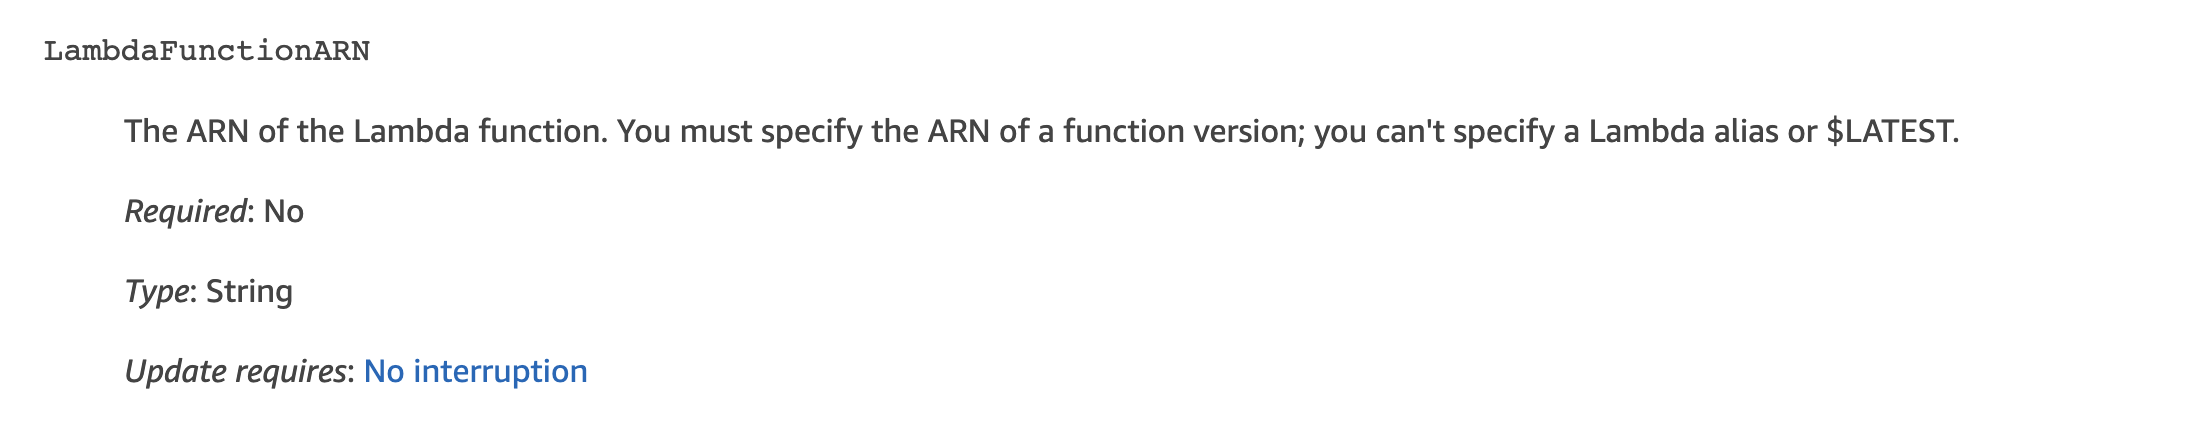 LambdaFunctionARN
The ARN of the Lambda function. You must specify the ARN of a function version; you can't specify a Lambda alias or $LATEST.
Required: No
Type: String
Update requires: No interruption